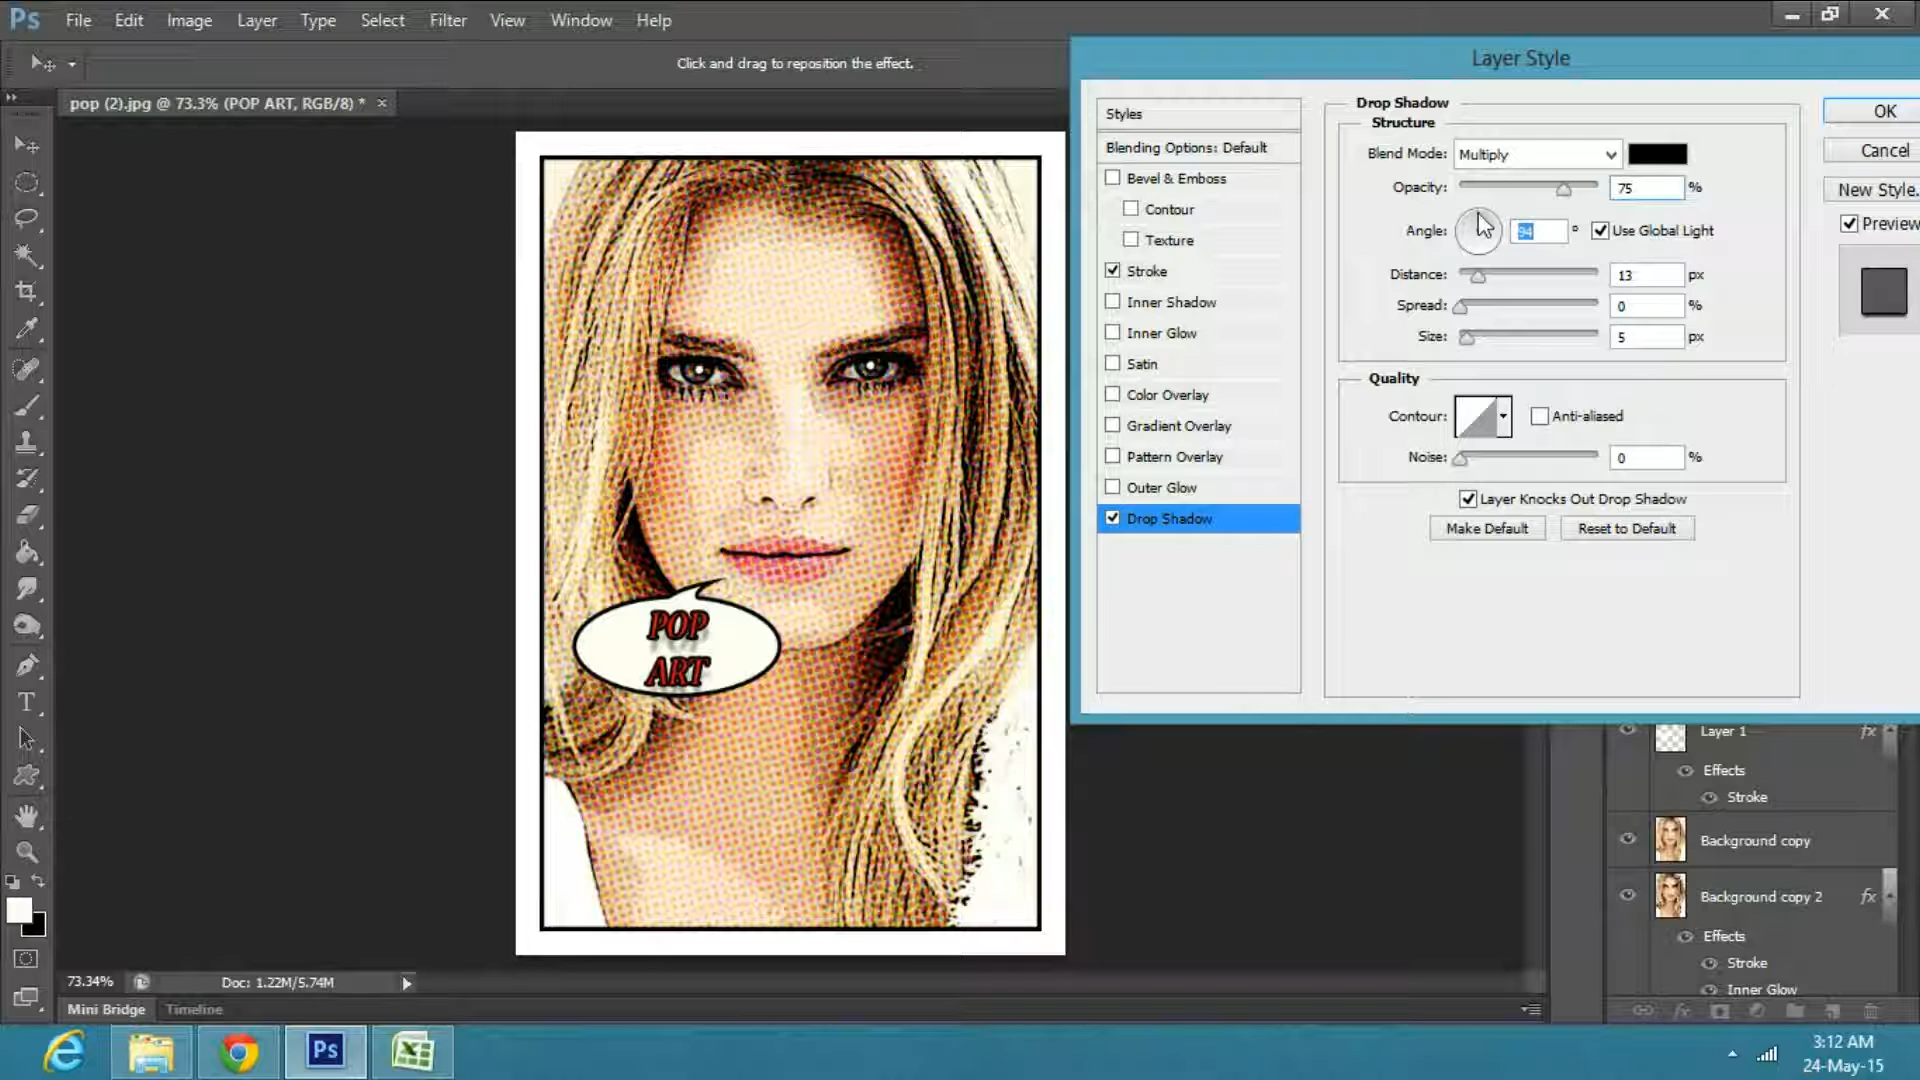 Ps File Edit Image Layer Type Select Filter View Window Help
Click and drag to reposition the effect.
pop (2).jpg @ 73.3% (POP ART, RGB/8) * ×
Layer Style
Styles
Blending Options: Default
Bevel & Emboss
Contour
Texture
Stroke
Inner Shadow
Inner Glow
Satin
Color Overlay
Gradient Overlay
Pattern Overlay
Outer Glow
Drop Shadow
Drop Shadow
Structure
Blend Mode: Multiply
Opacity: 75 %
Angle: 94 ° Use Global Light
Distance: 13 px
Spread: 0 %
Size: 5 px
Quality
Contour: Anti-aliased
Noise: 0 %
Layer Knocks Out Drop Shadow
Make Default Reset to Default
OK
Cancel
New Style.
Preview
POP
ART
Layer 1 fx
Effects
Stroke
Background copy
Background copy 2 fx
Effects
Stroke
Inner Glow
73.34% Doc: 1.22M/5.74M
Mini Bridge Timeline
Ps
3:12 AM
24-May-15